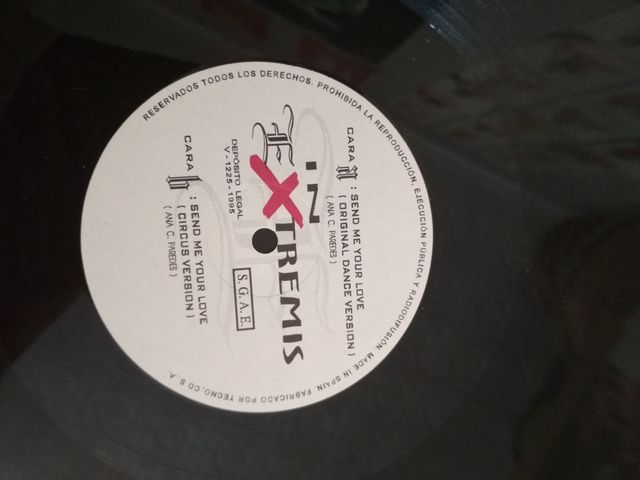 RESERVADOS TODOS LOS DERECHOS. PROHIBIDA LA REPRODUCCIÓN, EJECUCIÓN PÚBLICA Y RADIODIFUSIÓN. MADE IN SPAIN. FABRICADO POR TECNO, CD S.A.
CARA a : SEND ME YOUR LOVE
( ORIGINAL DANCE VERSION )
( ANA C. PAREDES )
iN
EXTREMIS
DEPÓSITO LEGAL
V - 1225 - 1995
S.G.A.E.
CARA b : SEND ME YOUR LOVE
( CIRCUS VERSION )
( ANA C. PAREDES )